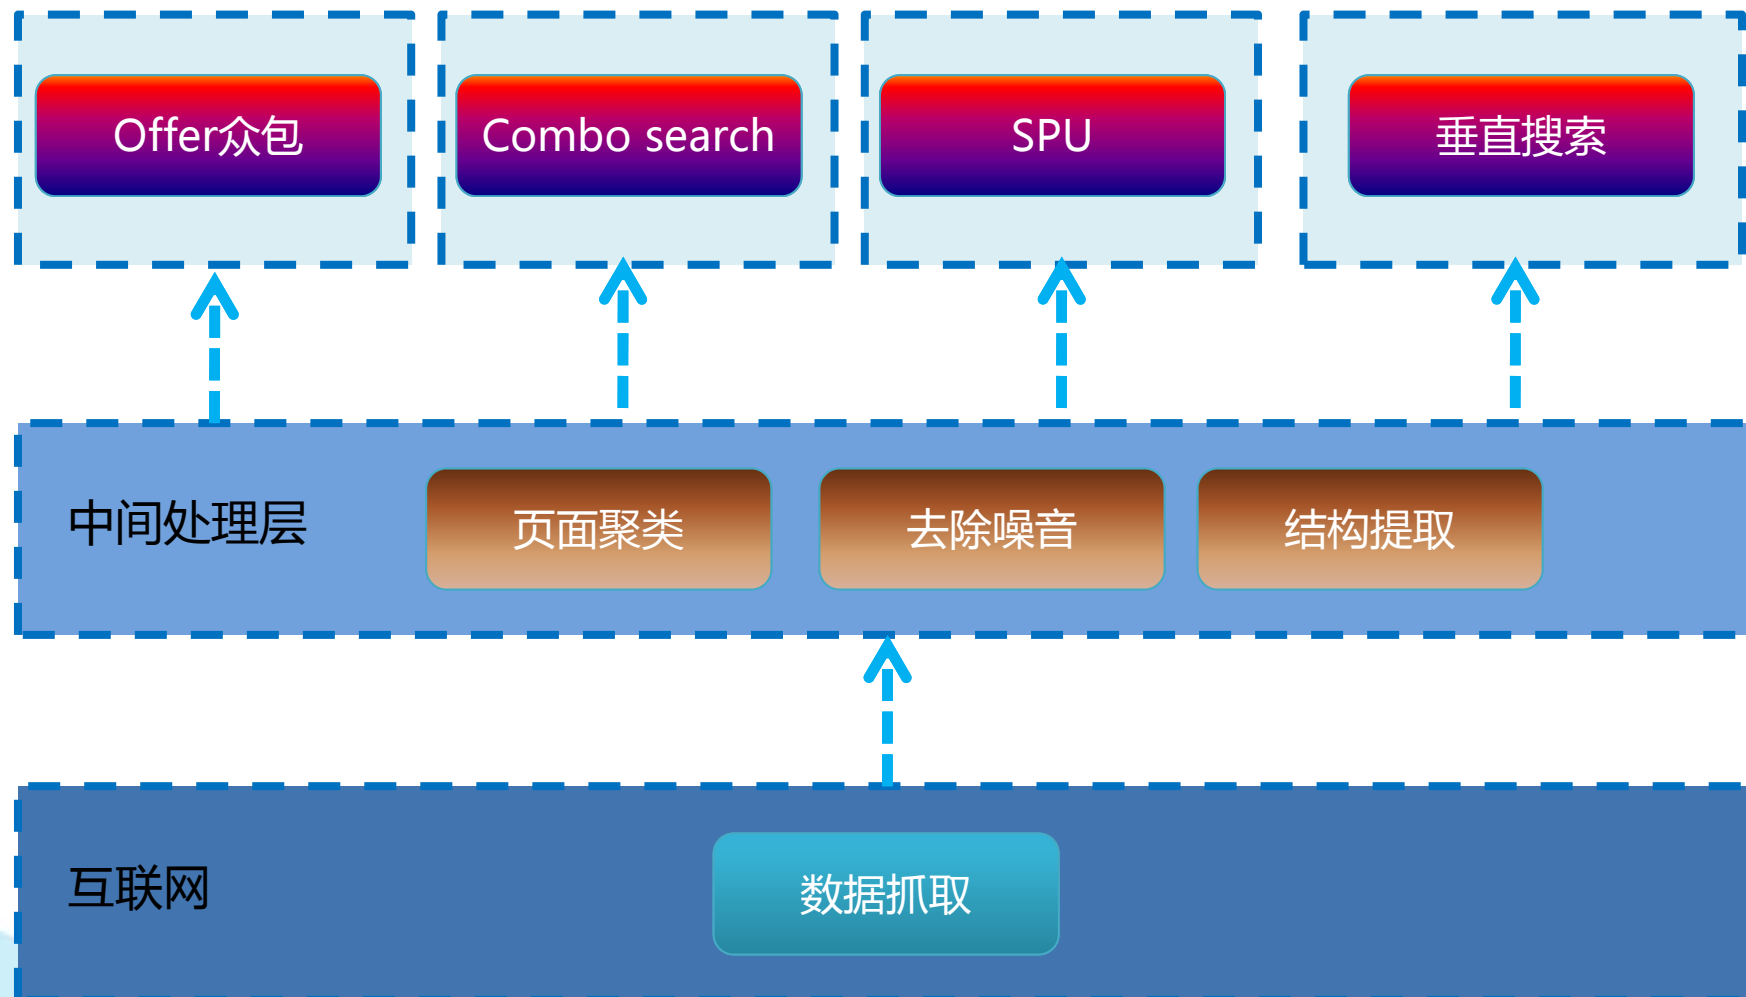 Offer众包
Combo search
SPU
垂直搜索
中间处理层
页面聚类
去除噪音
结构提取
互联网
数据抓取